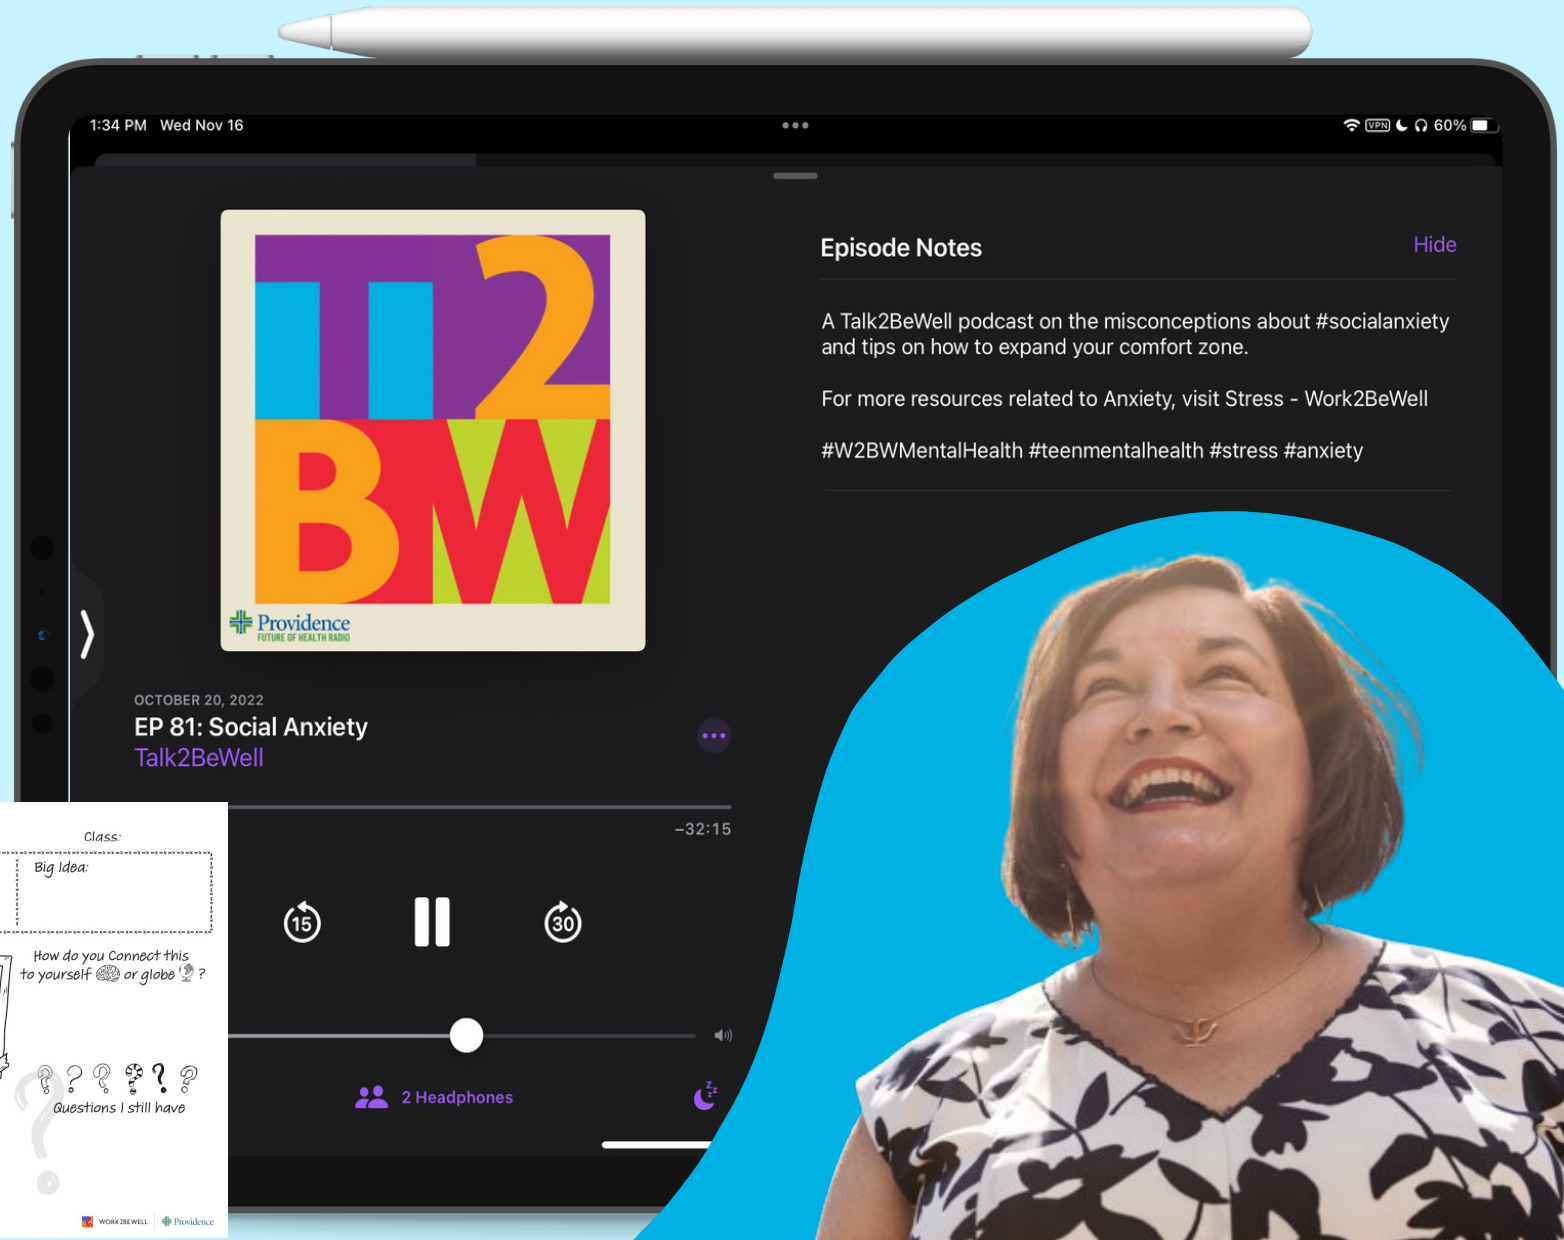 1:34 PM Wed Nov 16
VPN 60%
T2
BW
Providence
FUTURE OF HEALTH RADIO
Episode Notes
Hide
A Talk2BeWell podcast on the misconceptions about #socialanxiety
and tips on how to expand your comfort zone.
For more resources related to Anxiety, visit Stress - Work2BeWell
#W2BWMentalHealth #teenmentalhealth #stress #anxiety
OCTOBER 20, 2022
EP 81: Social Anxiety
Talk2BeWell
-32:15
15
30
2 Headphones
z z z
Class:
Big Idea:
How do you Connect this
to yourself or globe ?
? ? ? ? ? ?
Questions I still have
?
WORK2BEWELL Providence